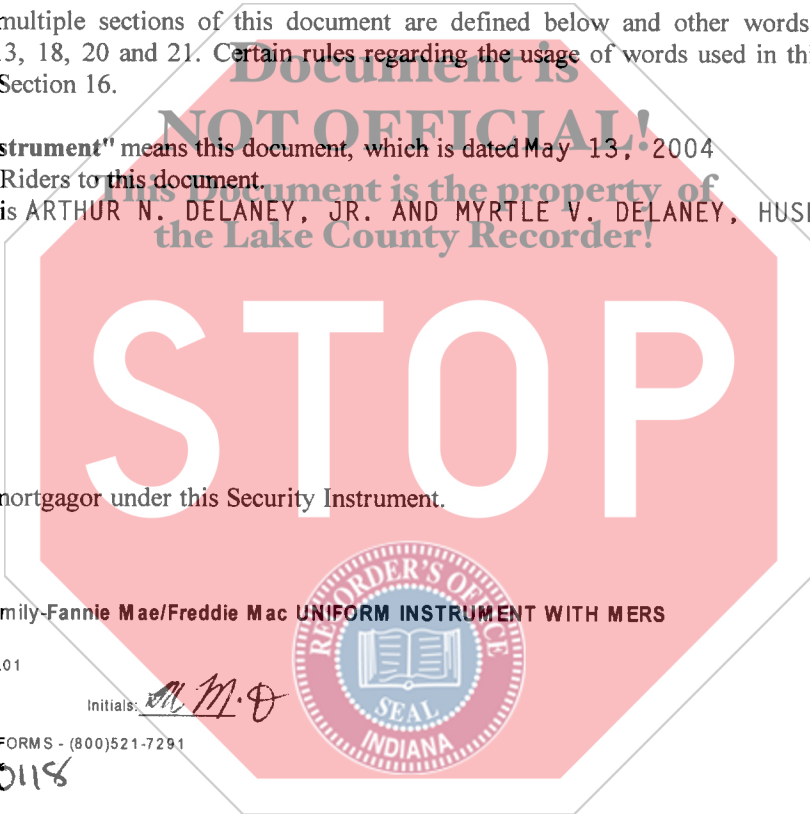 multiple sections of this document are defined below and other words
13, 18, 20 and 21. Certain rules regarding the usage of words used in thi
Section 16.
Document is
NOT OFFICIAL!
This Document is the property of
the Lake County Recorder!
strument" means this document, which is dated May 13, 2004
Riders to this document.
is ARTHUR N. DELANEY, JR. AND MYRTLE V. DELANEY, HUSB
STOP
mortgagor under this Security Instrument.
RECORDER'S OFFICE
SEAL
INDIANA
mily-Fannie Mae/Freddie Mac UNIFORM INSTRUMENT WITH MERS
.01
Initials: M.D
FORMS - (800)521-7291
0118